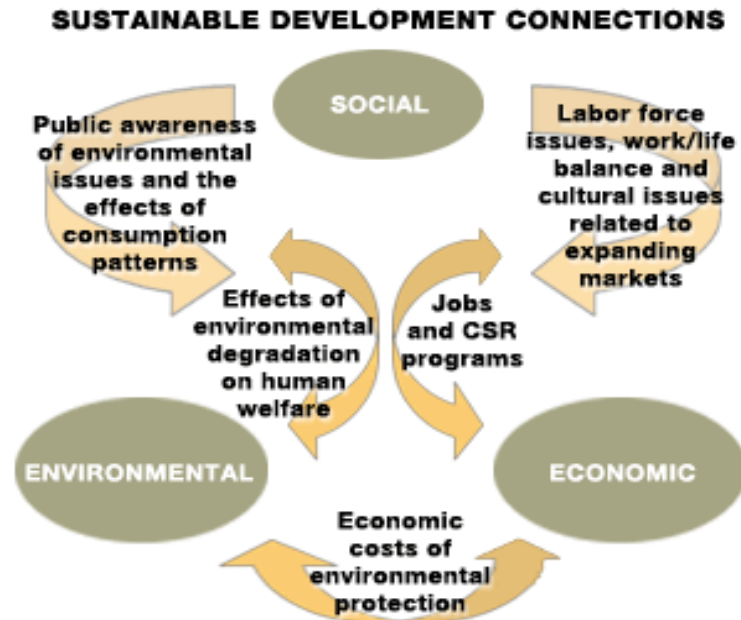 SUSTAINABLE DEVELOPMENT CONNECTIONS
SOCIAL
Public awareness
of environmental
issues and the
effects of
consumption
patterns
Labor force
issues, work/life
balance and
cultural issues
related to
expanding
markets
Effects of
environmental
degradation
on human
welfare
Jobs
and CSR
programs
ENVIRONMENTAL
ECONOMIC
Economic
costs of
environmental
protection